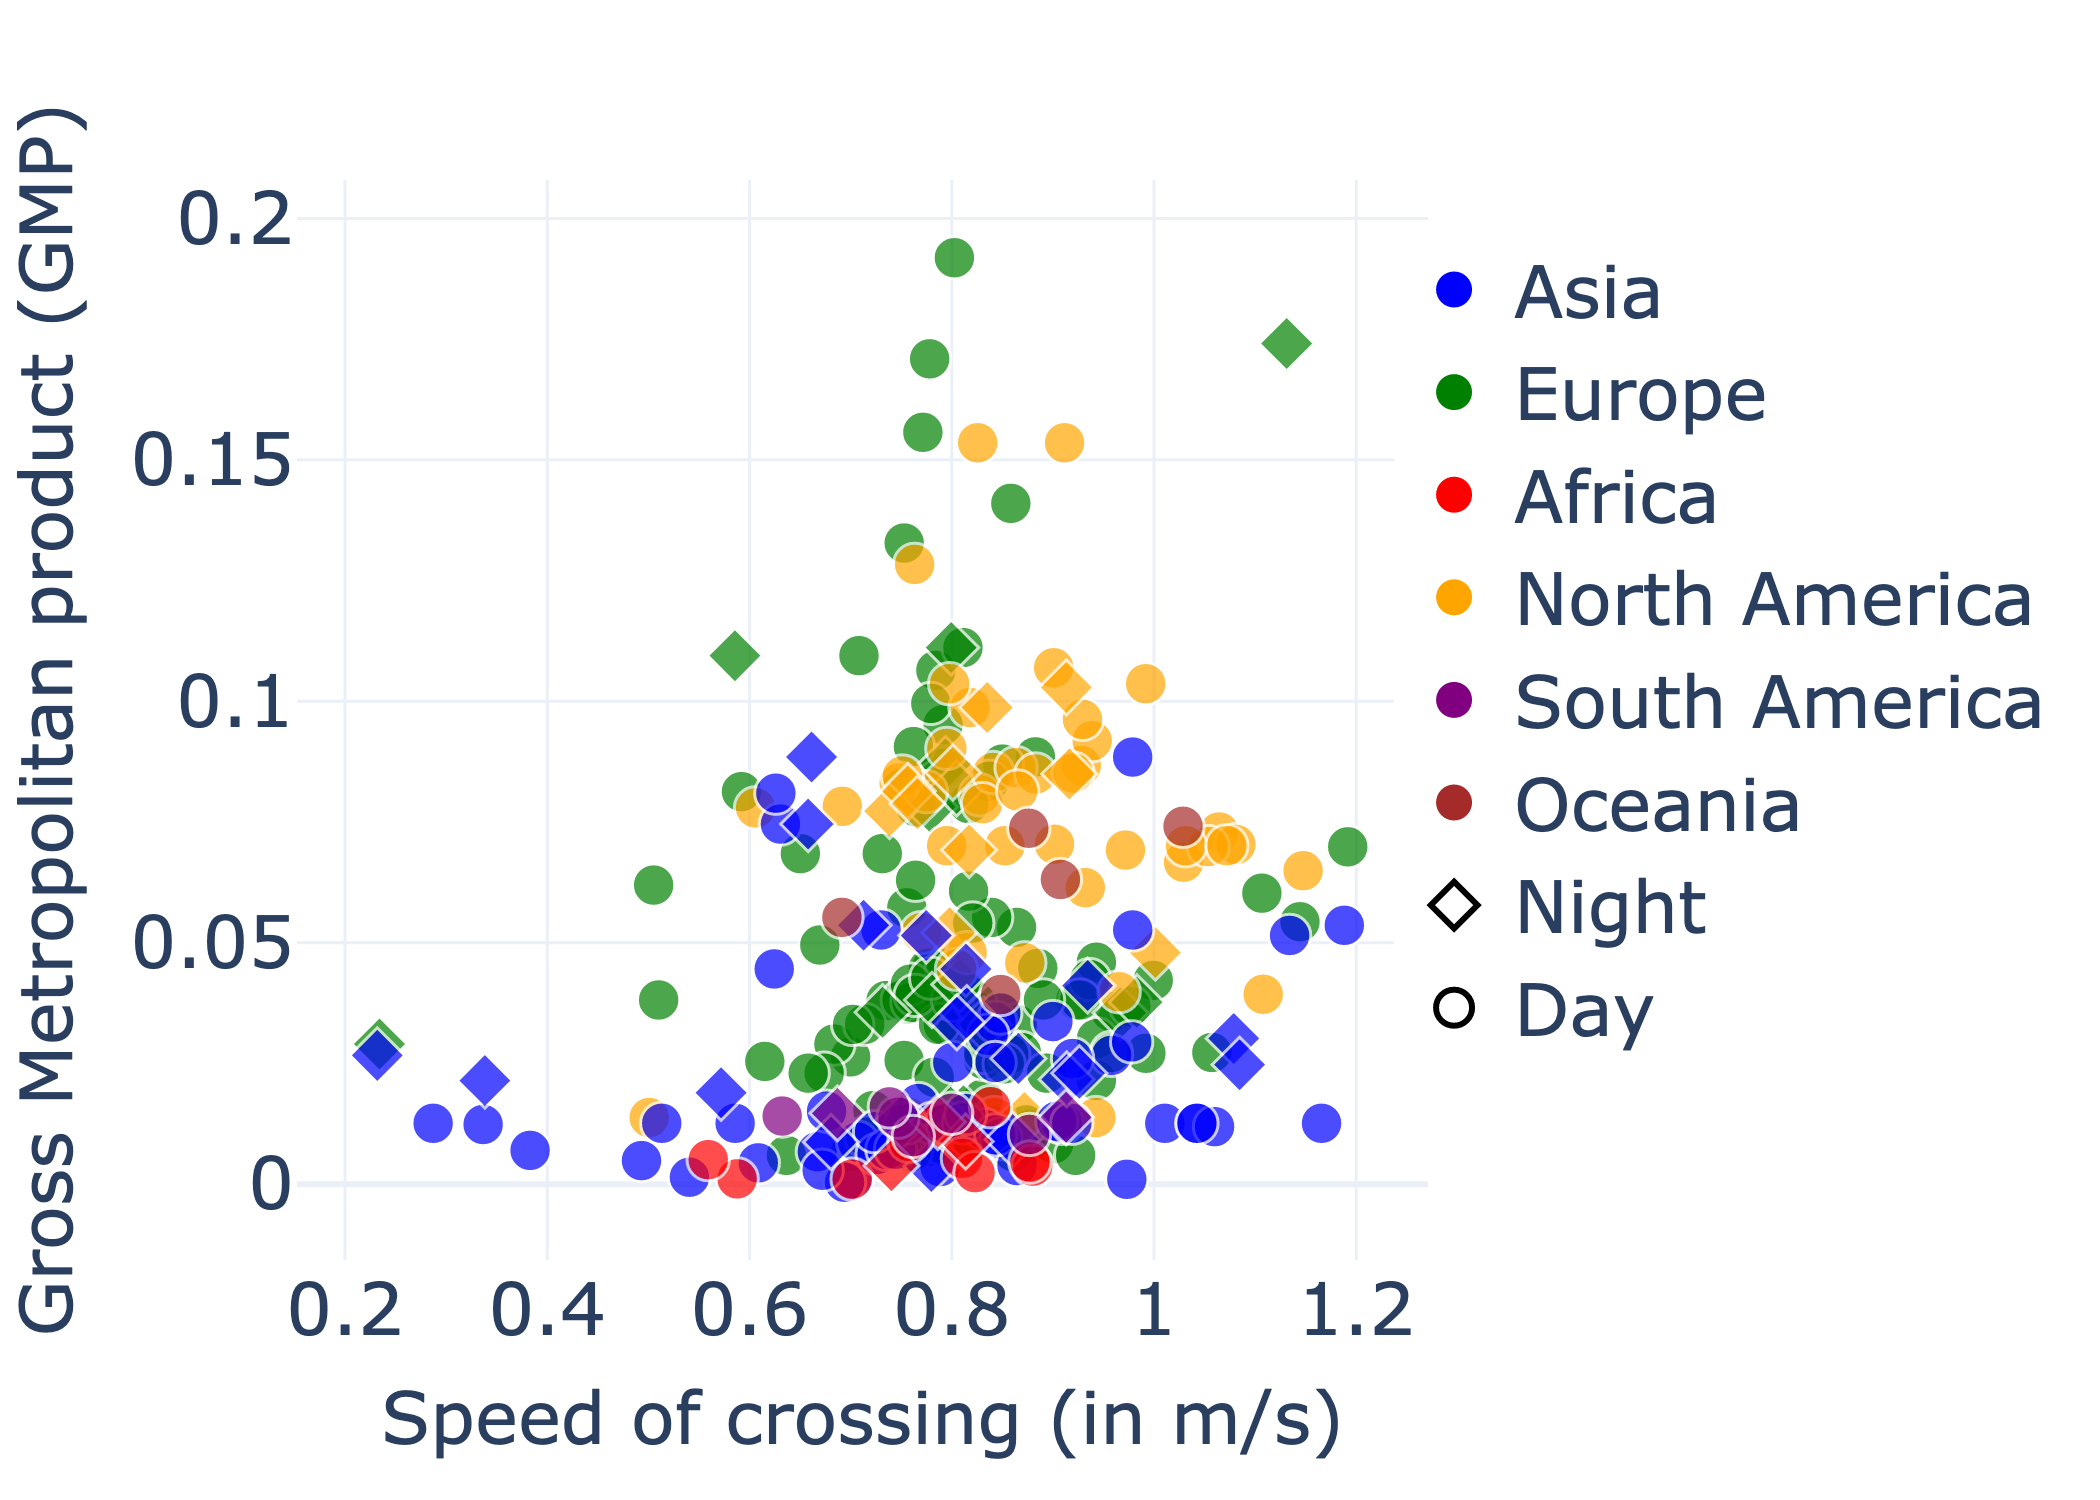 Gross Metropolitan product (GMP)
0.2
0.15
0.1
0.05
0
0.2 0.4 0.6 0.8 1 1.2
Speed of crossing (in m/s)
Asia
Europe
Africa
North America
South America
Oceania
Night
Day